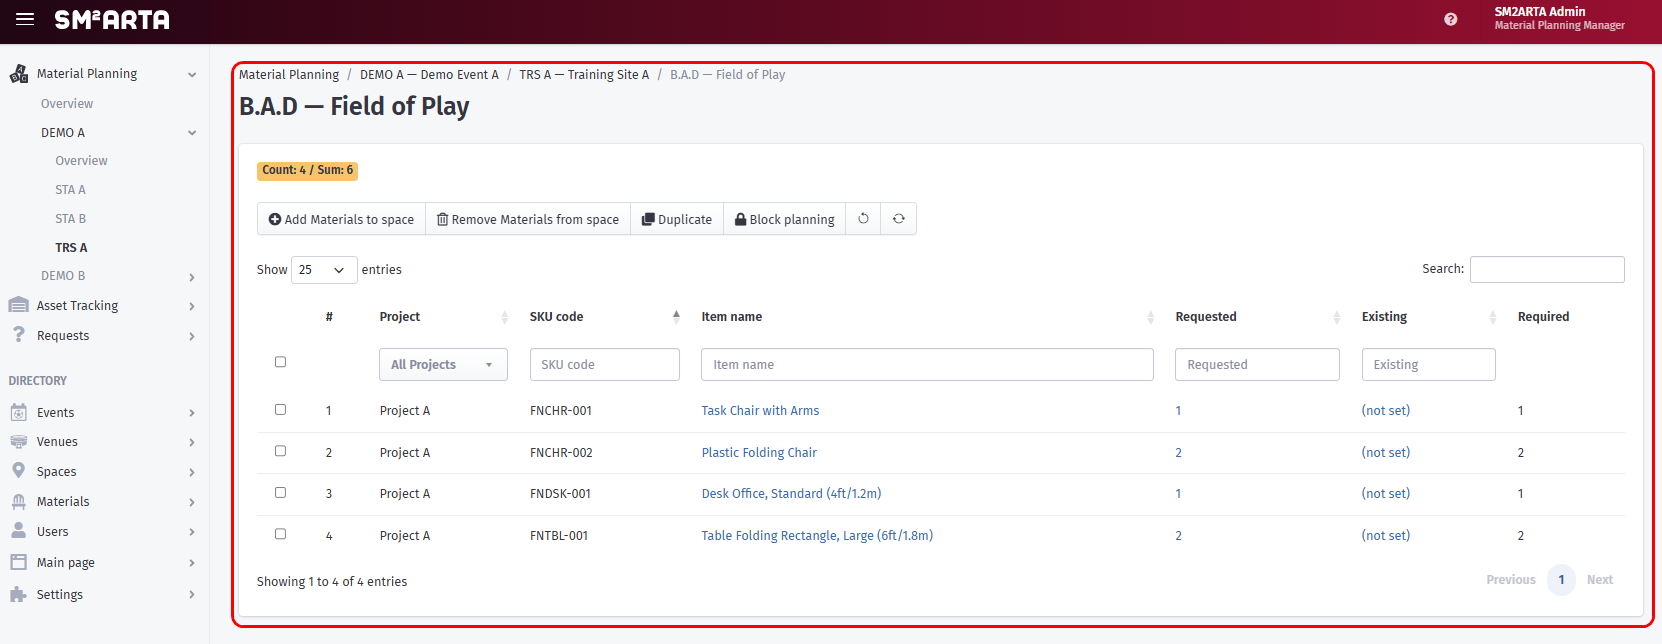 SM²ARTA
SM2ARTA Admin
Material Planning Manager
Material Planning
Overview
DEMO A
Overview
STA A
STA B
TRS A
DEMO B
Asset Tracking
Requests
DIRECTORY
Events
Venues
Spaces
Materials
Users
Main page
Settings
Material Planning / DEMO A — Demo Event A / TRS A — Training Site A / B.A.D — Field of Play
B.A.D — Field of Play
Count: 4 / Sum: 6
Add Materials to space Remove Materials from space Duplicate Block planning
Show 25 entries Search:
# Project SKU code Item name Requested Existing Required
All Projects SKU code Item name Requested Existing
1 Project A FNCHR-001 Task Chair with Arms 1 (not set) 1
2 Project A FNCHR-002 Plastic Folding Chair 2 (not set) 2
3 Project A FNDSK-001 Desk Office, Standard (4ft/1.2m) 1 (not set) 1
4 Project A FNTBL-001 Table Folding Rectangle, Large (6ft/1.8m) 2 (not set) 2
Showing 1 to 4 of 4 entries Previous 1 Next